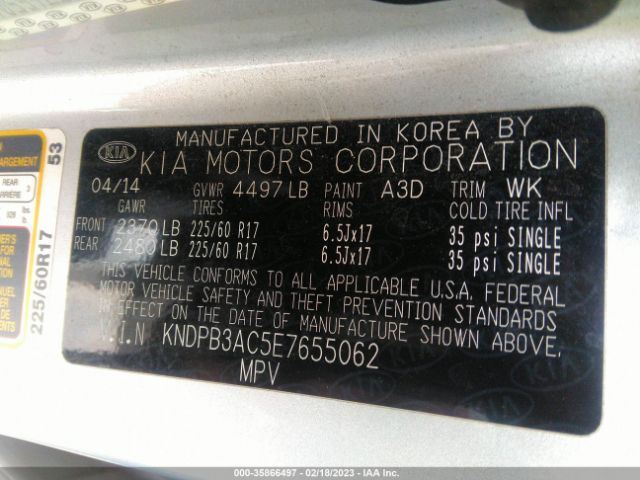 MANUFACTURED IN KOREA BY
KIA KIA MOTORS CORPORATION
04/14 GVWR 4497 LB PAINT A3D TRIM WK
GAWR TIRES RIMS COLD TIRE INFL
FRONT 2370 LB 225/60 R17 6.5Jx17 35 psi SINGLE
REAR 2480 LB 225/60 R17 6.5Jx17 35 psi SINGLE
THIS VEHICLE CONFORMS TO ALL APPLICABLE U.S.A. FEDERAL
MOTOR VEHICLE SAFETY AND THEFT PREVENTION STANDARDS
IN EFFECT ON THE DATE OF MANUFACTURE SHOWN ABOVE.
V.I.N KNDPB3AC5E7655062
MPV
225/60R17 53
ARGEMENT
REAR
000-35866497 - 02/18/2023 - IAA Inc.